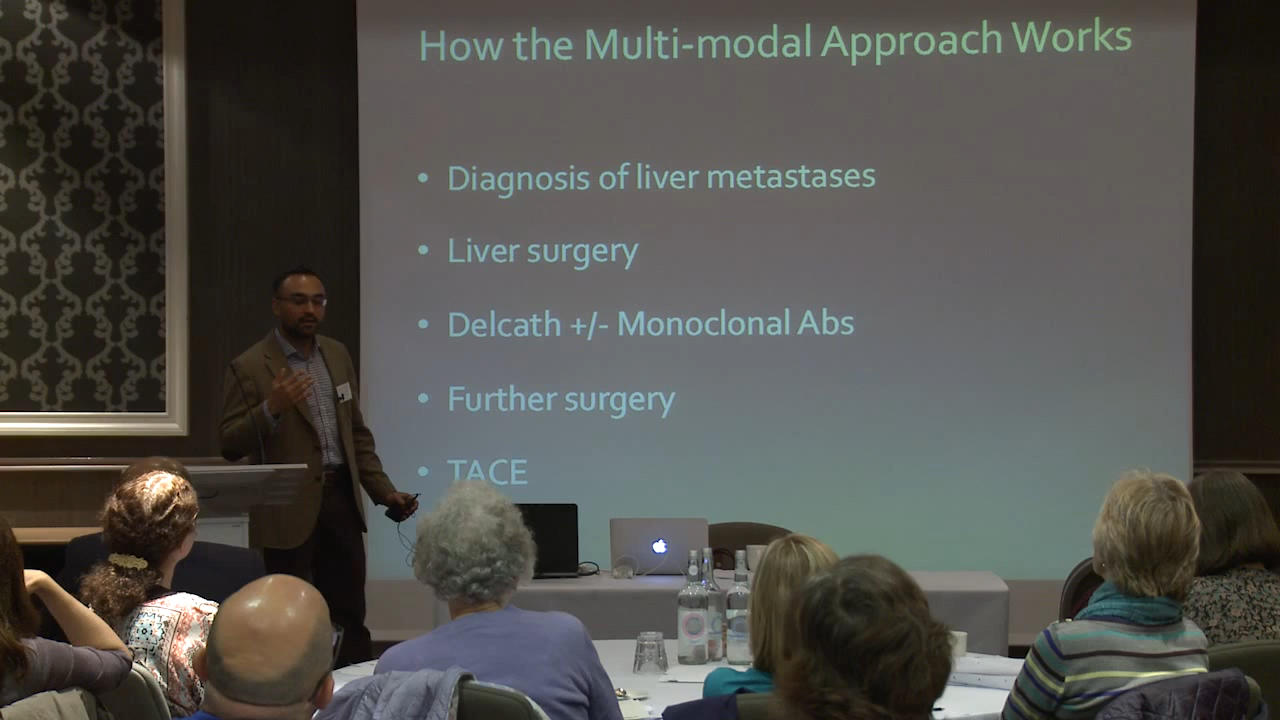 How the Multi-modal Approach Works
• Diagnosis of liver metastases
• Liver surgery
• Delcath +/- Monoclonal Abs
• Further surgery
• TACE